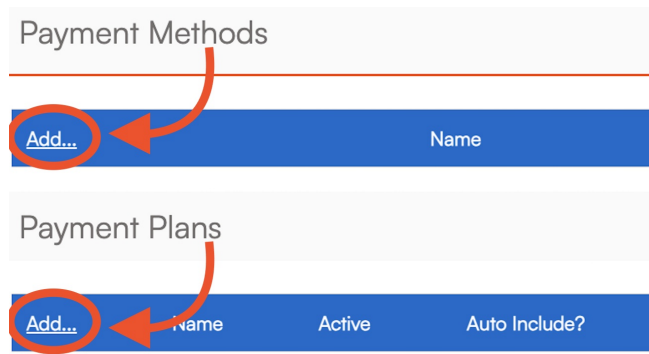 Payment Methods
Add... Name
Payment Plans
Add... Name Active Auto Include?